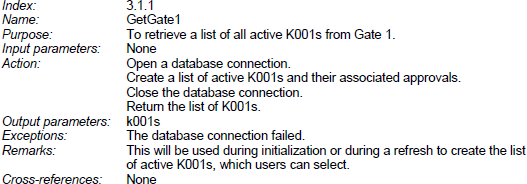 Index: 3.1.1
Name: GetGate1
Purpose: To retrieve a list of all active K001s from Gate 1.
Input parameters: None
Action: Open a database connection.
Create a list of active K001s and their associated approvals.
Close the database connection.
Return the list of K001s.
Output parameters: k001s
Exceptions: The database connection failed.
Remarks: This will be used during initialization or during a refresh to create the list
of active K001s, which users can select.
Cross-references: None